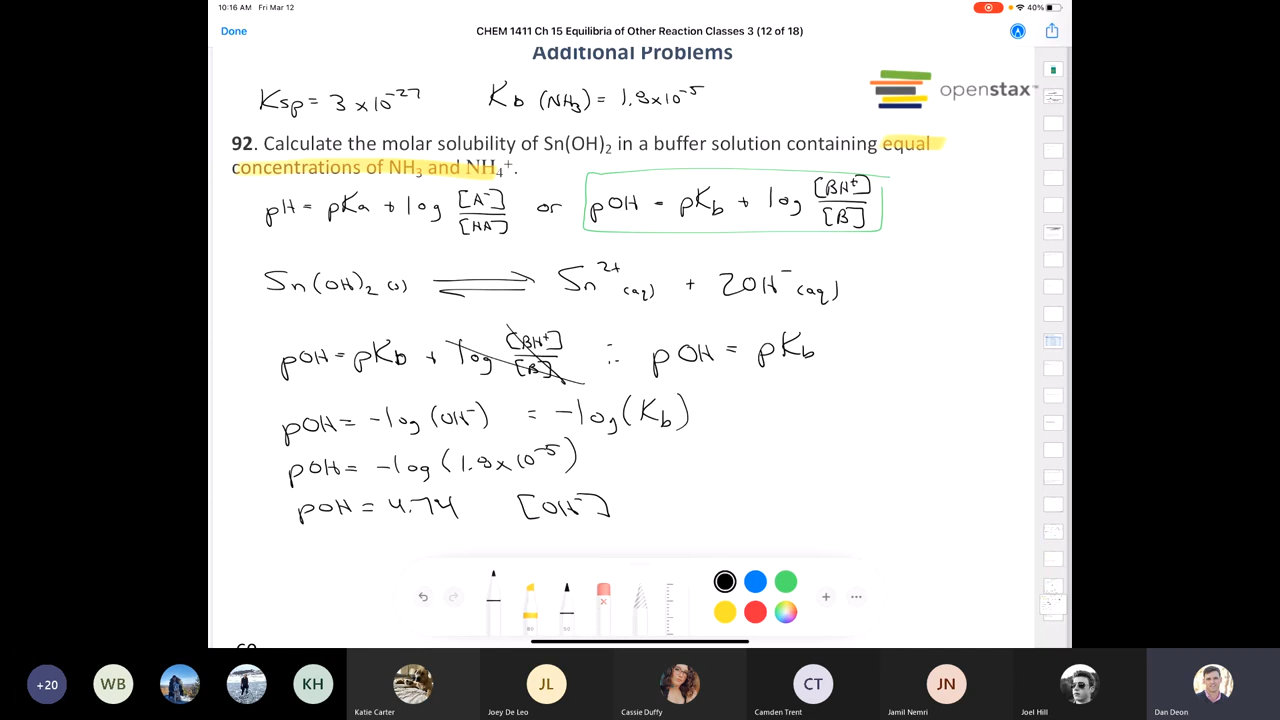 10:16 AM Fri Mar 12
40%
Done
CHEM 1411 Ch 15 Equilibria of Other Reaction Classes 3 (12 of 18)
Additional Problems
Ksp = 3 x 10⁻²⁷ Kb (NH₃) = 1.8x10⁻⁵
openstax
92. Calculate the molar solubility of Sn(OH)₂ in a buffer solution containing equal
concentrations of NH₃ and NH₄⁺.
pH = pKa + log [A⁻]/[HA] or pOH = pKb + log [BH⁺]/[B]
Sn(OH)₂ (s) ⇌ Sn²⁺ (aq) + 2OH⁻ (aq)
pOH = pKb + log [BH⁺]/[B] ∴ pOH = pKb
pOH = -log (OH⁻) = -log(Kb)
pOH = -log (1.8x10⁻⁵)
pOH = 4.74 [OH⁻]
+20
WB
KH
JL
CT
JN
Katie Carter
Joey De Leo
Cassie Duffy
Camden Trent
Jamil Nemri
Joel Hill
Dan Deon